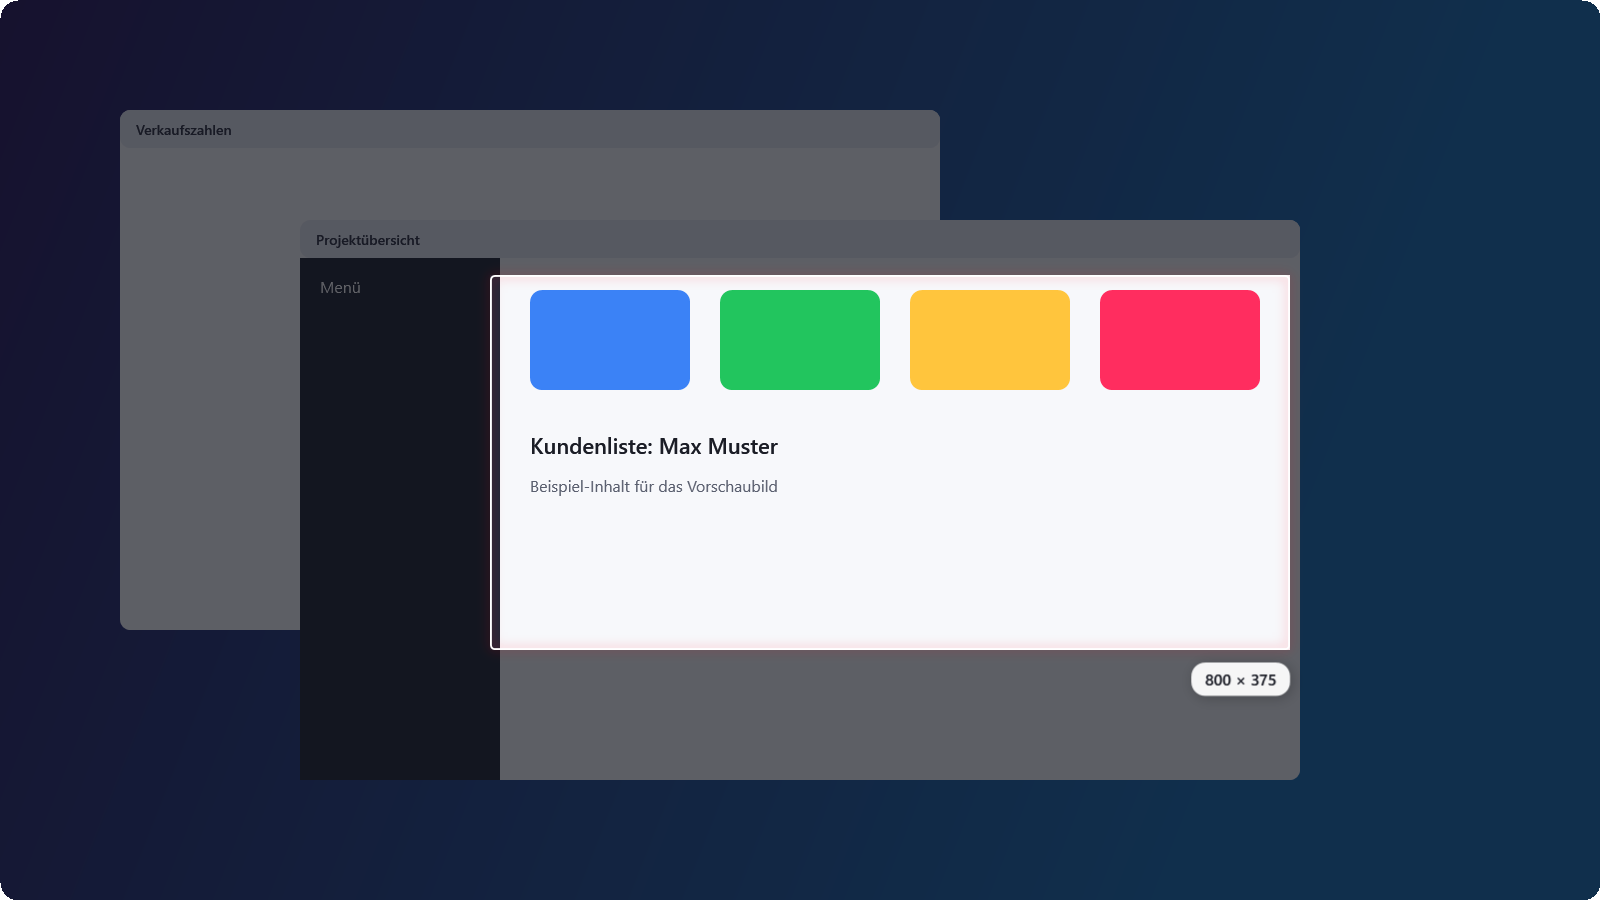 Verkaufszahlen
Projektübersicht
Menü
Kundenliste: Max Muster
Beispiel-Inhalt für das Vorschaubild
800 × 375